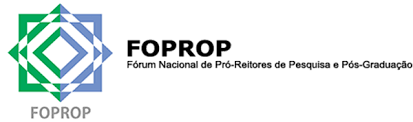 FOPROP
Fórum Nacional de Pró-Reitores de Pesquisa e Pós-Graduação
FOPROP